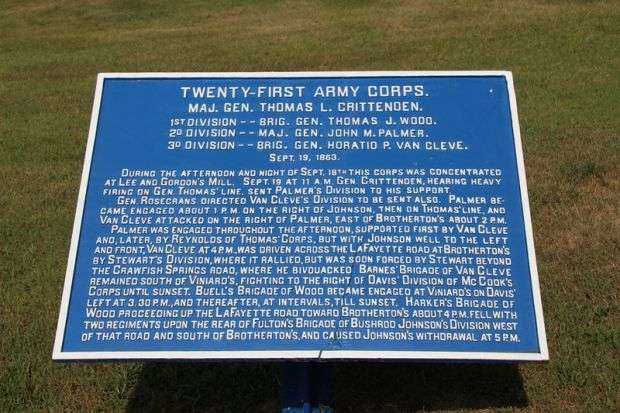 TWENTY-FIRST ARMY CORPS.
MAJ. GEN. THOMAS L. CRITTENDEN.
1ST DIVISION -- BRIG. GEN. THOMAS J. WOOD.
2D DIVISION -- MAJ. GEN. JOHN M. PALMER.
3D DIVISION -- BRIG. GEN. HORATIO P. VAN CLEVE.
SEPT. 19, 1863.
DURING THE AFTERNOON AND NIGHT OF SEPT. 18TH THIS CORPS WAS CONCENTRATED
AT LEE AND GORDON'S MILL. SEPT. 19 AT 11 A.M. GEN. CRITTENDEN, HEARING HEAVY
FIRING ON GEN. THOMAS' LINE, SENT PALMER'S DIVISION TO HIS SUPPORT.
GEN. ROSECRANS DIRECTED VAN CLEVE'S DIVISION TO BE SENT ALSO. PALMER BE-
CAME ENGAGED ABOUT 1 P.M. ON THE RIGHT OF JOHNSON, THEN ON THOMAS' LINE, AND
VAN CLEVE ATTACKED ON THE RIGHT OF PALMER, EAST OF BROTHERTON'S ABOUT 2 P.M.
PALMER WAS ENGAGED THROUGHOUT THE AFTERNOON, SUPPORTED FIRST BY VAN CLEVE
AND, LATER, BY REYNOLDS OF THOMAS' CORPS, BUT WITH JOHNSON WELL TO THE LEFT
AND FRONT, VAN CLEVE AT 4 P.M. WAS DRIVEN ACROSS THE LAFAYETTE ROAD AT BROTHERTON'S
BY STEWART'S DIVISION, WHERE IT RALLIED, BUT WAS SOON FORCED BY STEWART BEYOND
THE CRAWFISH SPRINGS ROAD, WHERE HE BIVOUACKED. BARNES' BRIGADE OF VAN CLEVE
REMAINED SOUTH OF VINIARD'S, FIGHTING TO THE RIGHT OF DAVIS' DIVISION OF MC COOK'S
CORPS UNTIL SUNSET. BUELL'S BRIGADE OF WOOD BECAME ENGAGED AT VINIARD'S ON DAVIS'
LEFT AT 3.30 P.M., AND THEREAFTER, AT INTERVALS, TILL SUNSET. HARKER'S BRIGADE OF
WOOD PROCEEDING UP THE LAFAYETTE ROAD TOWARD BROTHERTON'S ABOUT 4 P.M. FELL WITH
TWO REGIMENTS UPON THE REAR OF FULTON'S BRIGADE OF BUSHROD JOHNSON'S DIVISION WEST
OF THAT ROAD AND SOUTH OF BROTHERTON'S, AND CAUSED JOHNSON'S WITHDRAWAL AT 5 P.M.